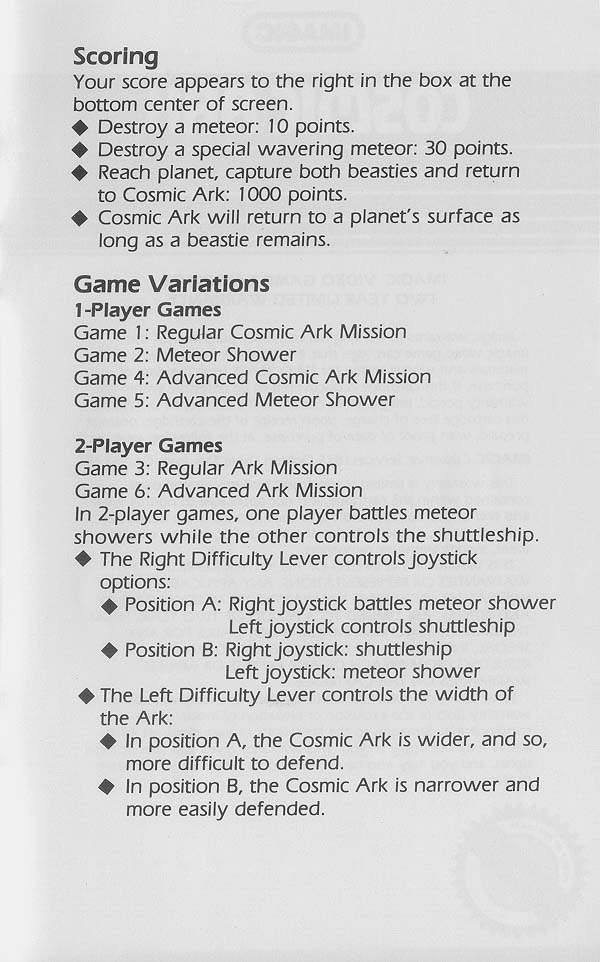 Scoring
Your score appears to the right in the box at the
bottom center of screen.
◆ Destroy a meteor: 10 points.
◆ Destroy a special wavering meteor: 30 points.
◆ Reach planet, capture both beasties and return
to Cosmic Ark: 1000 points.
◆ Cosmic Ark will return to a planet's surface as
long as a beastie remains.
Game Variations
1-Player Games
Game 1: Regular Cosmic Ark Mission
Game 2: Meteor Shower
Game 4: Advanced Cosmic Ark Mission
Game 5: Advanced Meteor Shower
2-Player Games
Game 3: Regular Ark Mission
Game 6: Advanced Ark Mission
In 2-player games, one player battles meteor
showers while the other controls the shuttleship.
◆ The Right Difficulty Lever controls joystick
options:
◆ Position A: Right joystick battles meteor shower
Left joystick controls shuttleship
◆ Position B: Right joystick: shuttleship
Left joystick: meteor shower
◆ The Left Difficulty Lever controls the width of
the Ark:
◆ In position A, the Cosmic Ark is wider, and so,
more difficult to defend.
◆ In position B, the Cosmic Ark is narrower and
more easily defended.